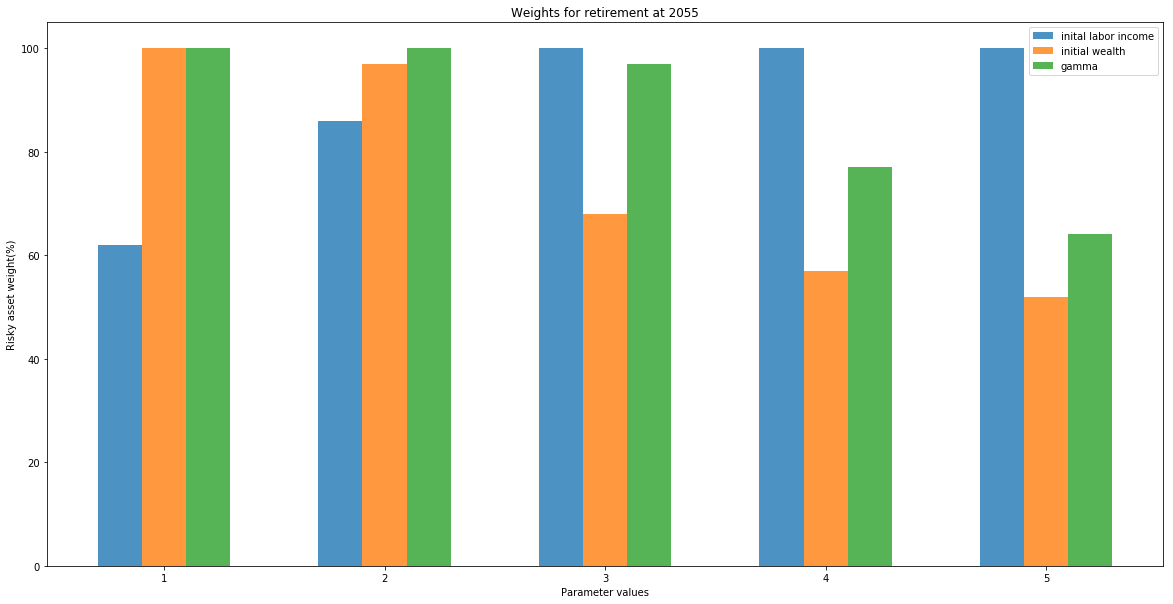 Weights for retirement at 2055
inital labor income
initial wealth
gamma
Risky asset weight(%)
100
80
60
40
20
0
1 2 3 4 5
Parameter values